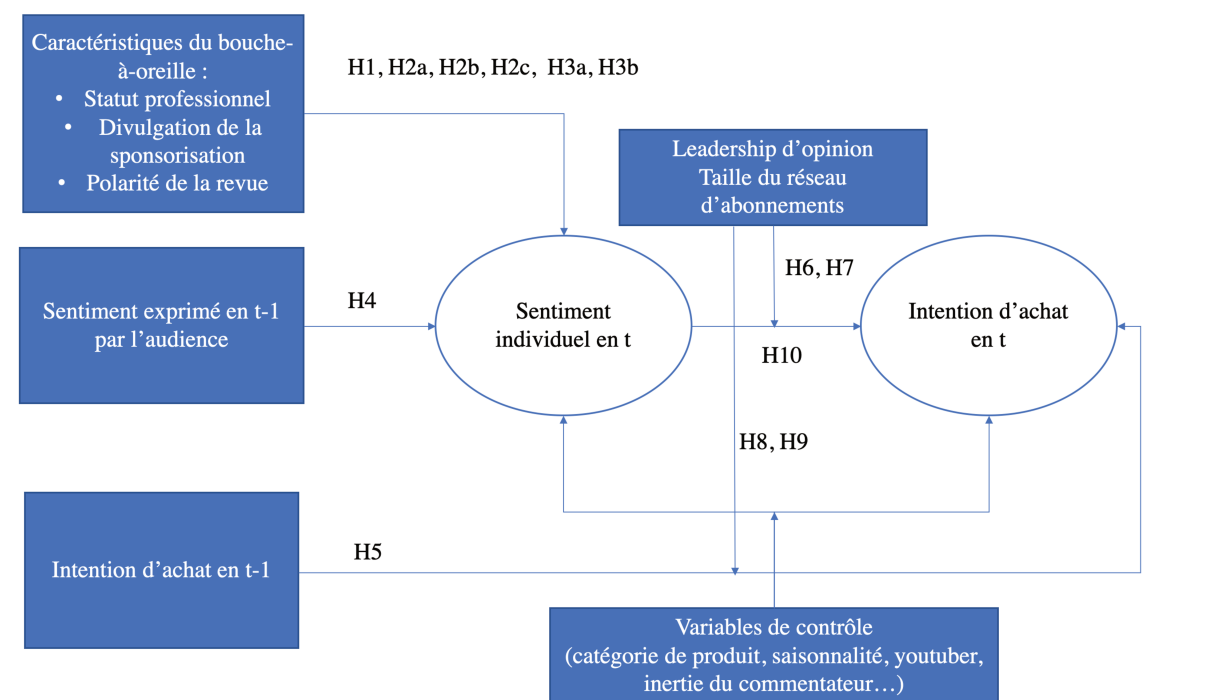 Caractéristiques du bouche-
à-oreille :
• Statut professionnel
• Divulgation de la
sponsorisation
• Polarité de la revue
H1, H2a, H2b, H2c, H3a, H3b
Leadership d'opinion
Taille du réseau
d'abonnements
H6, H7
Sentiment exprimé en t-1
par l'audience
H4
Sentiment
individuel en t
H10
Intention d'achat
en t
H8, H9
Intention d'achat en t-1
H5
Variables de contrôle
(catégorie de produit, saisonnalité, youtuber,
inertie du commentateur…)